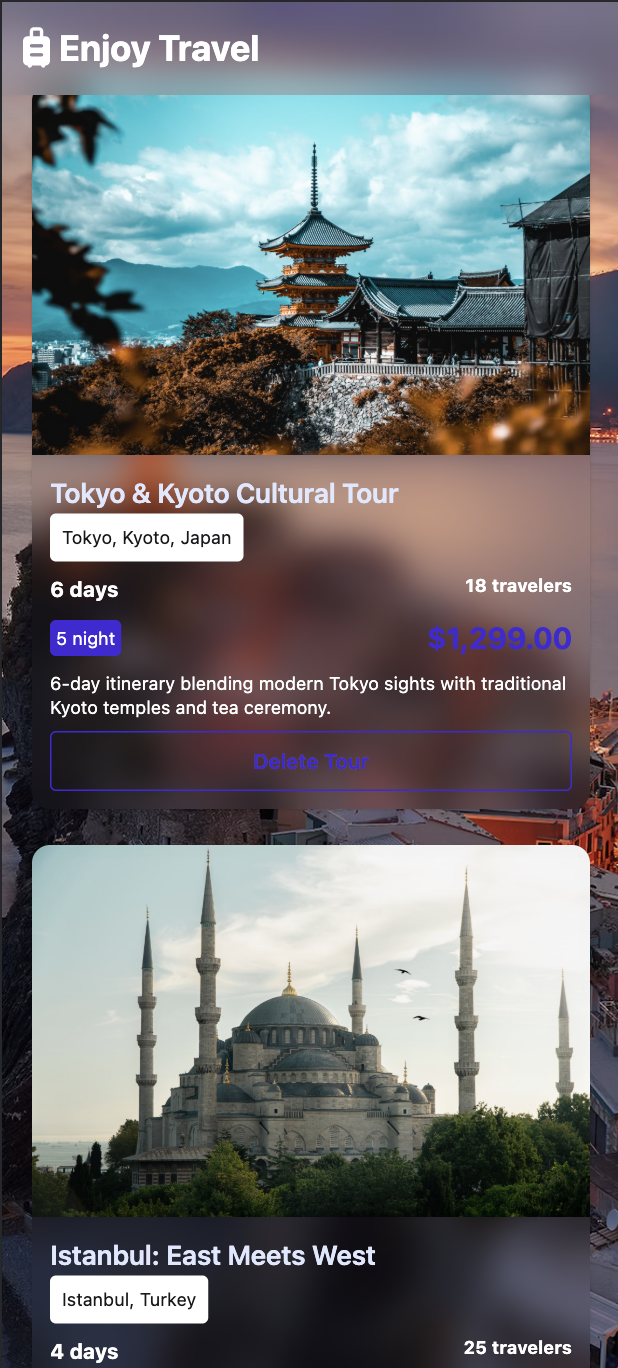 Enjoy Travel
Tokyo & Kyoto Cultural Tour
Tokyo, Kyoto, Japan
6 days
18 travelers
5 night
$1,299.00
6-day itinerary blending modern Tokyo sights with traditional
Kyoto temples and tea ceremony.
Delete Tour
Istanbul: East Meets West
Istanbul, Turkey
4 days
25 travelers